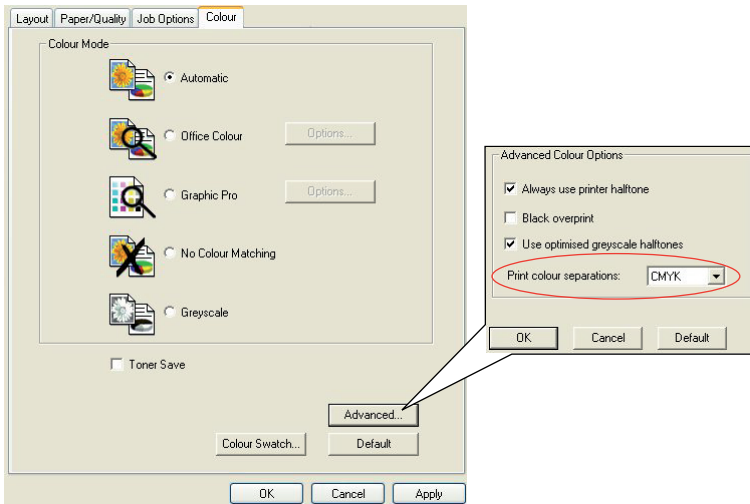 Layout Paper/Quality Job Options Colour
Colour Mode
Automatic
Office Colour Options...
Graphic Pro Options...
No Colour Matching
Greyscale
Toner Save
Advanced...
Colour Swatch... Default
OK Cancel Apply
Advanced Colour Options
Always use printer halftone
Black overprint
Use optimised greyscale halftones
Print colour separations: CMYK
OK Cancel Default